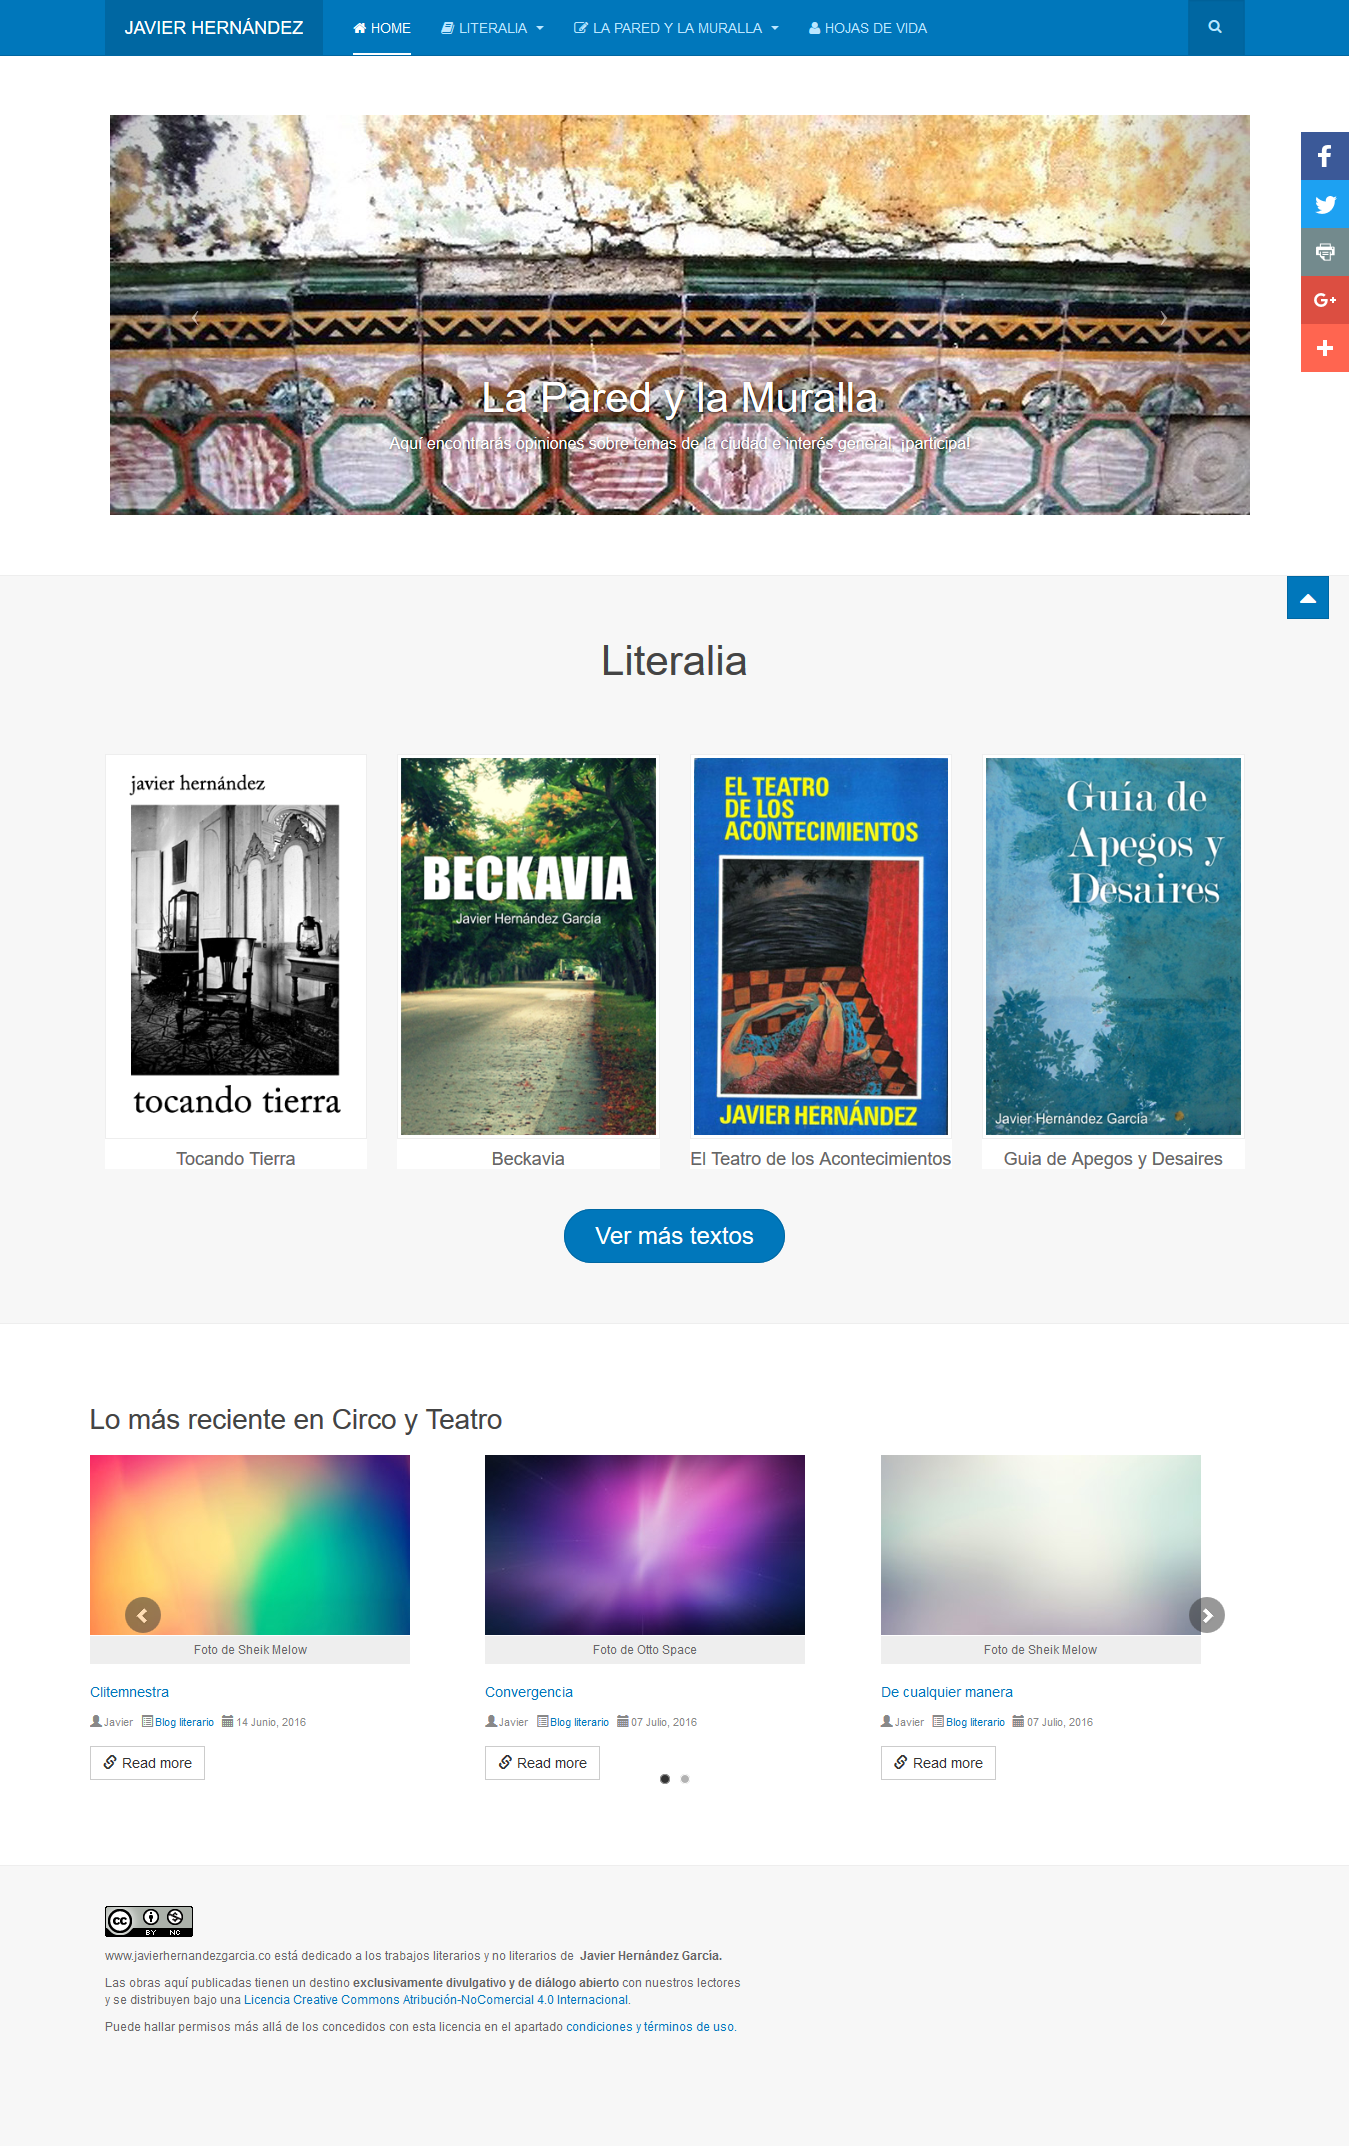 JAVIER HERNÁNDEZ
HOME
LITERALIA
LA PARED Y LA MURALLA
HOJAS DE VIDA
La Pared y la Muralla
Aquí encontrarás opiniones sobre temas de la ciudad e interés general, ¡participa!
Literalia
javier hernández
tocando tierra
Tocando Tierra
BECKAVIA
Javier Hernández García
Beckavia
EL TEATRO
DE LOS
ACONTECIMIENTOS
JAVIER HERNÁNDEZ
El Teatro de los Acontecimientos
Guía de
Apegos y
Desaires
Javier Hernández García
Guia de Apegos y Desaires
Ver más textos
Lo más reciente en Circo y Teatro
Foto de Sheik Melow
Clitemnestra
Javier Blog literario 14 Junio, 2016
Read more
Foto de Otto Space
Convergencia
Javier Blog literario 07 Julio, 2016
Read more
Foto de Sheik Melow
De cualquier manera
Javier Blog literario 07 Julio, 2016
Read more
cc BY NC
www.javierhernandezgarcia.co está dedicado a los trabajos literarios y no literarios de Javier Hernández García.
Las obras aquí publicadas tienen un destino exclusivamente divulgativo y de diálogo abierto con nuestros lectores
y se distribuyen bajo una Licencia Creative Commons Atribución-NoComercial 4.0 Internacional.
Puede hallar permisos más allá de los concedidos con esta licencia en el apartado condiciones y términos de uso.